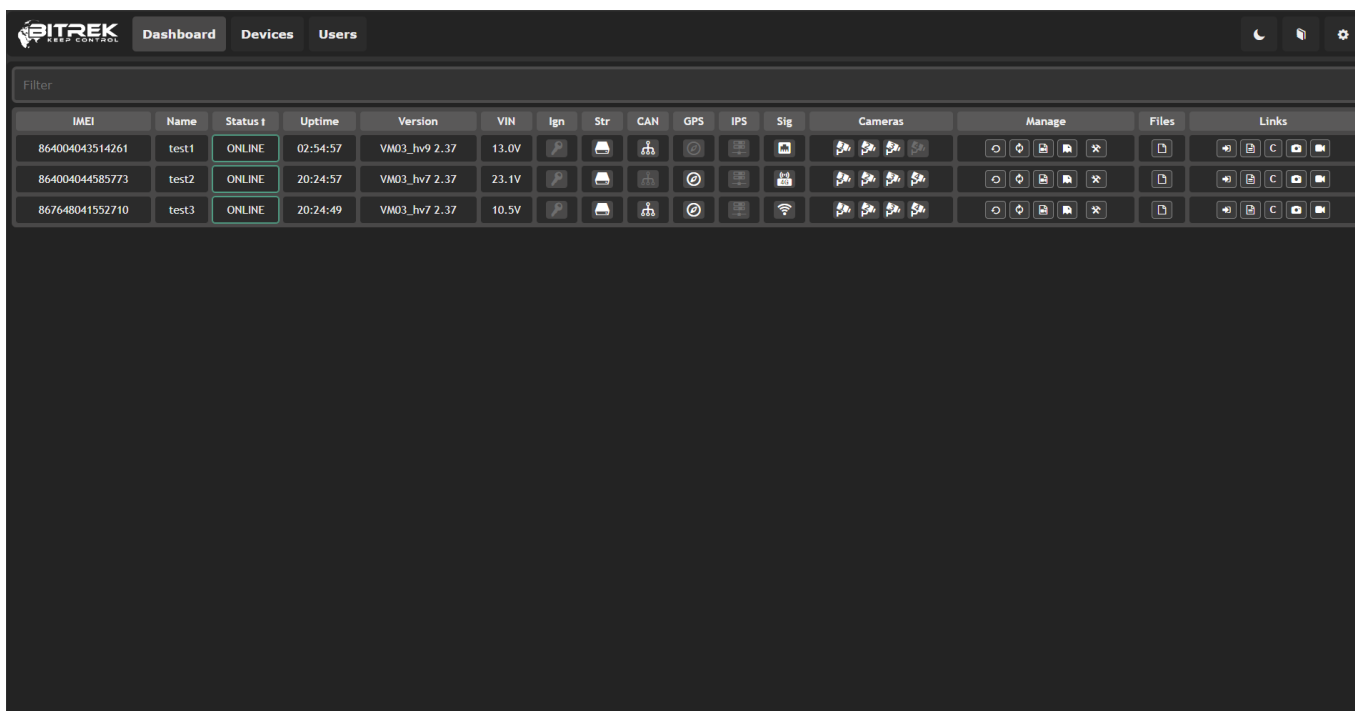 BITREK Dashboard Devices Users
KEEP CONTROL
Filter
IMEI Name Status Uptime Version VIN Ign Str CAN GPS IPS Sig Cameras Manage Files Links
864004043514261 test1 ONLINE 02:54:57 VM03_hv9 2.37 13.0V C
864004044585773 test2 ONLINE 20:24:57 VM03_hv7 2.37 23.1V 4G C
867648041552710 test3 ONLINE 20:24:49 VM03_hv7 2.37 10.5V C